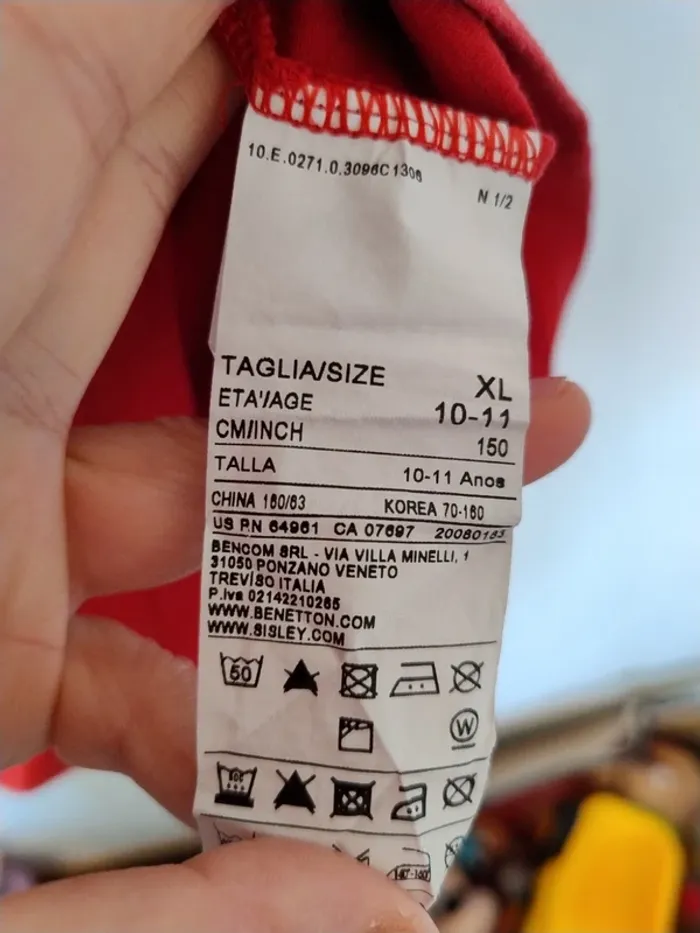 10.E.0271.0.3096C1306
N 1/2
TAGLIA/SIZE XL
ETA'/AGE 10-11
CM/INCH 150
TALLA 10-11 Anos
CHINA 160/63 KOREA 70-160
US RN 64961 CA 07697 20080183
BENCOM SRL - VIA VILLA MINELLI, 1
31050 PONZANO VENETO
TREVISO ITALIA
P.iva 02142210265
WWW.BENETTON.COM
WWW.SISLEY.COM
50
W